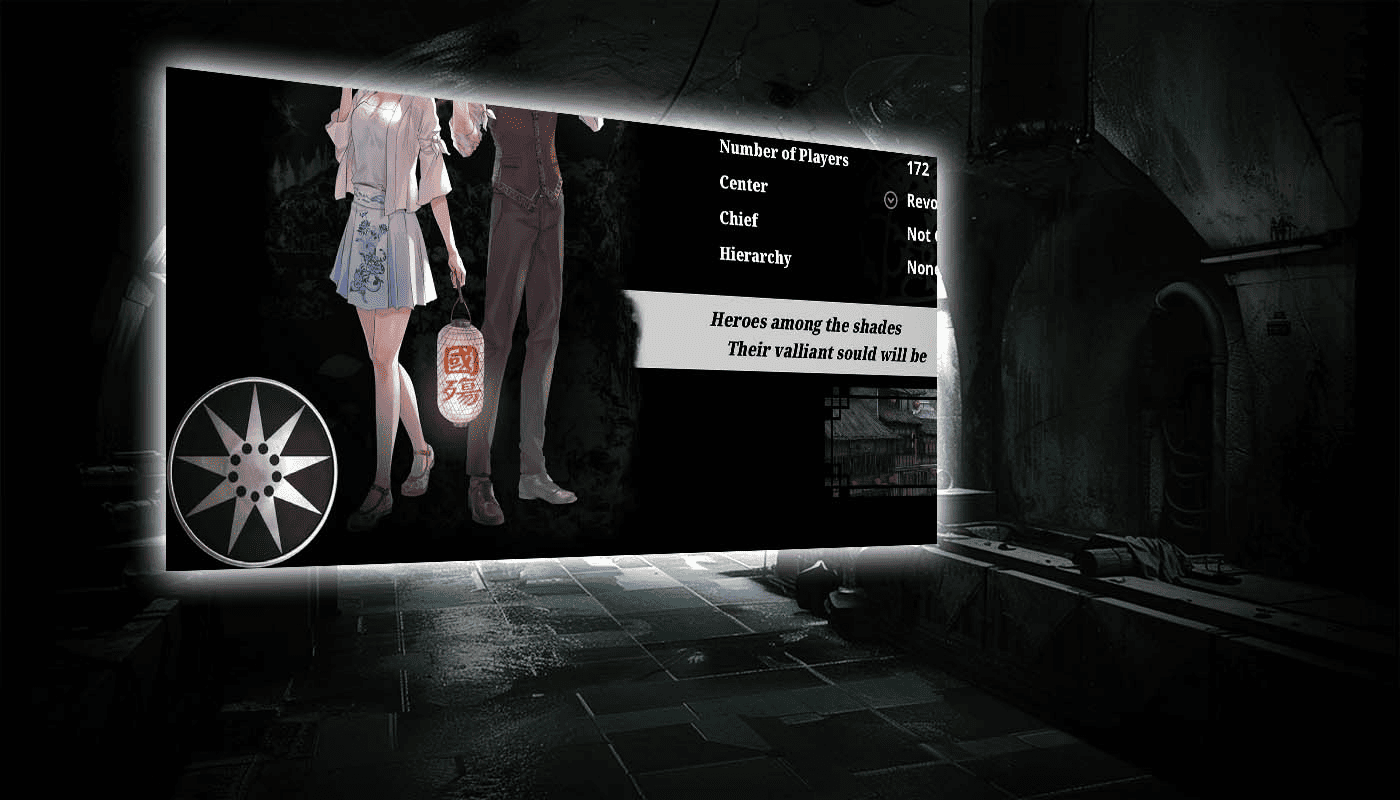 Number of Players 172
Center Revo
Chief Not
Hierarchy None
Heroes among the shades
Their valliant sould will be
國
殤